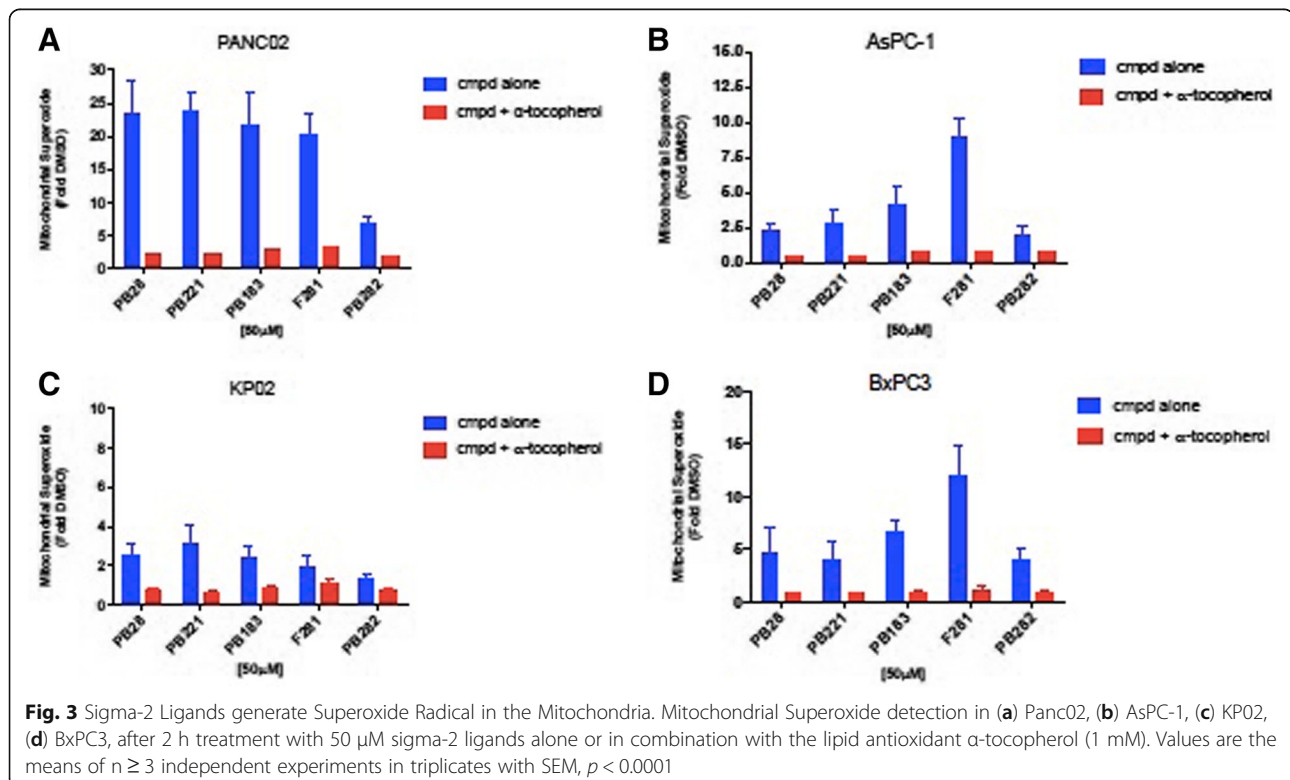 A
PANC02
Mitochondrial Superoxide
(Fold DMSO)
30
25
20
15
10
5
0
PB28
PB221
PB183
F281
PB282
[50µM]
cmpd alone
cmpd + α-tocopherol
B
AsPC-1
Mitochondrial Superoxide
(Fold DMSO)
15.0
12.5
10.0
7.5
5.0
2.5
0.0
PB28
PB221
PB183
F281
PB282
[50µM]
cmpd alone
cmpd + α-tocopherol
C
KP02
Mitochondrial Superoxide
(Fold DMSO)
10
8
6
4
2
0
PB28
PB221
PB183
F281
PB282
[50µM]
cmpd alone
cmpd + α-tocopherol
D
BxPC3
Mitochondrial Superoxide
(Fold DMSO)
20
15
10
5
0
PB28
PB221
PB183
F281
PB282
[50µM]
cmpd alone
cmpd + α-tocopherol
Fig. 3 Sigma-2 Ligands generate Superoxide Radical in the Mitochondria. Mitochondrial Superoxide detection in (a) Panc02, (b) AsPC-1, (c) KP02,
(d) BxPC3, after 2 h treatment with 50 µM sigma-2 ligands alone or in combination with the lipid antioxidant α-tocopherol (1 mM). Values are the
means of n ≥ 3 independent experiments in triplicates with SEM, p < 0.0001